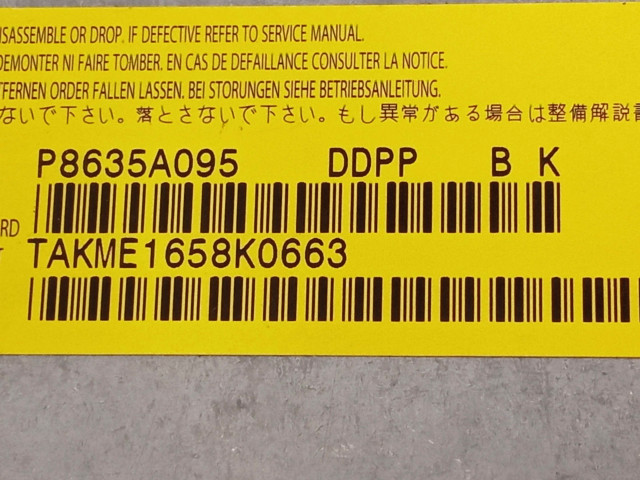 ISASSEMBLE OR DROP. IF DEFECTIVE REFER TO SERVICE MANUAL.
DEMONTER NI FAIRE TOMBER. EN CAS DE DEFAILLANCE CONSULTER LA NOTICE.
TFERNEN ORDER FALLEN LASSEN. BEI STORUNGEN SIEHE BETRIEBSANLEITUNG.
ないで下さい。落とさないで下さい。もし異常がある場合は整備解説書
P8635A095 DDPP B K
RD
TAKME1658K0663